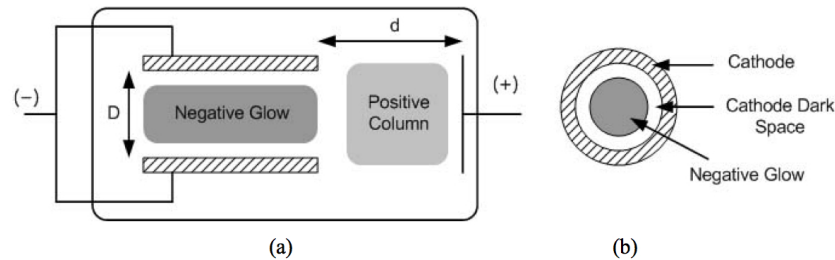 d
(−)
D
Negative Glow
Positive
Column
(+)
Cathode
Cathode Dark
Space
Negative Glow
(a)
(b)